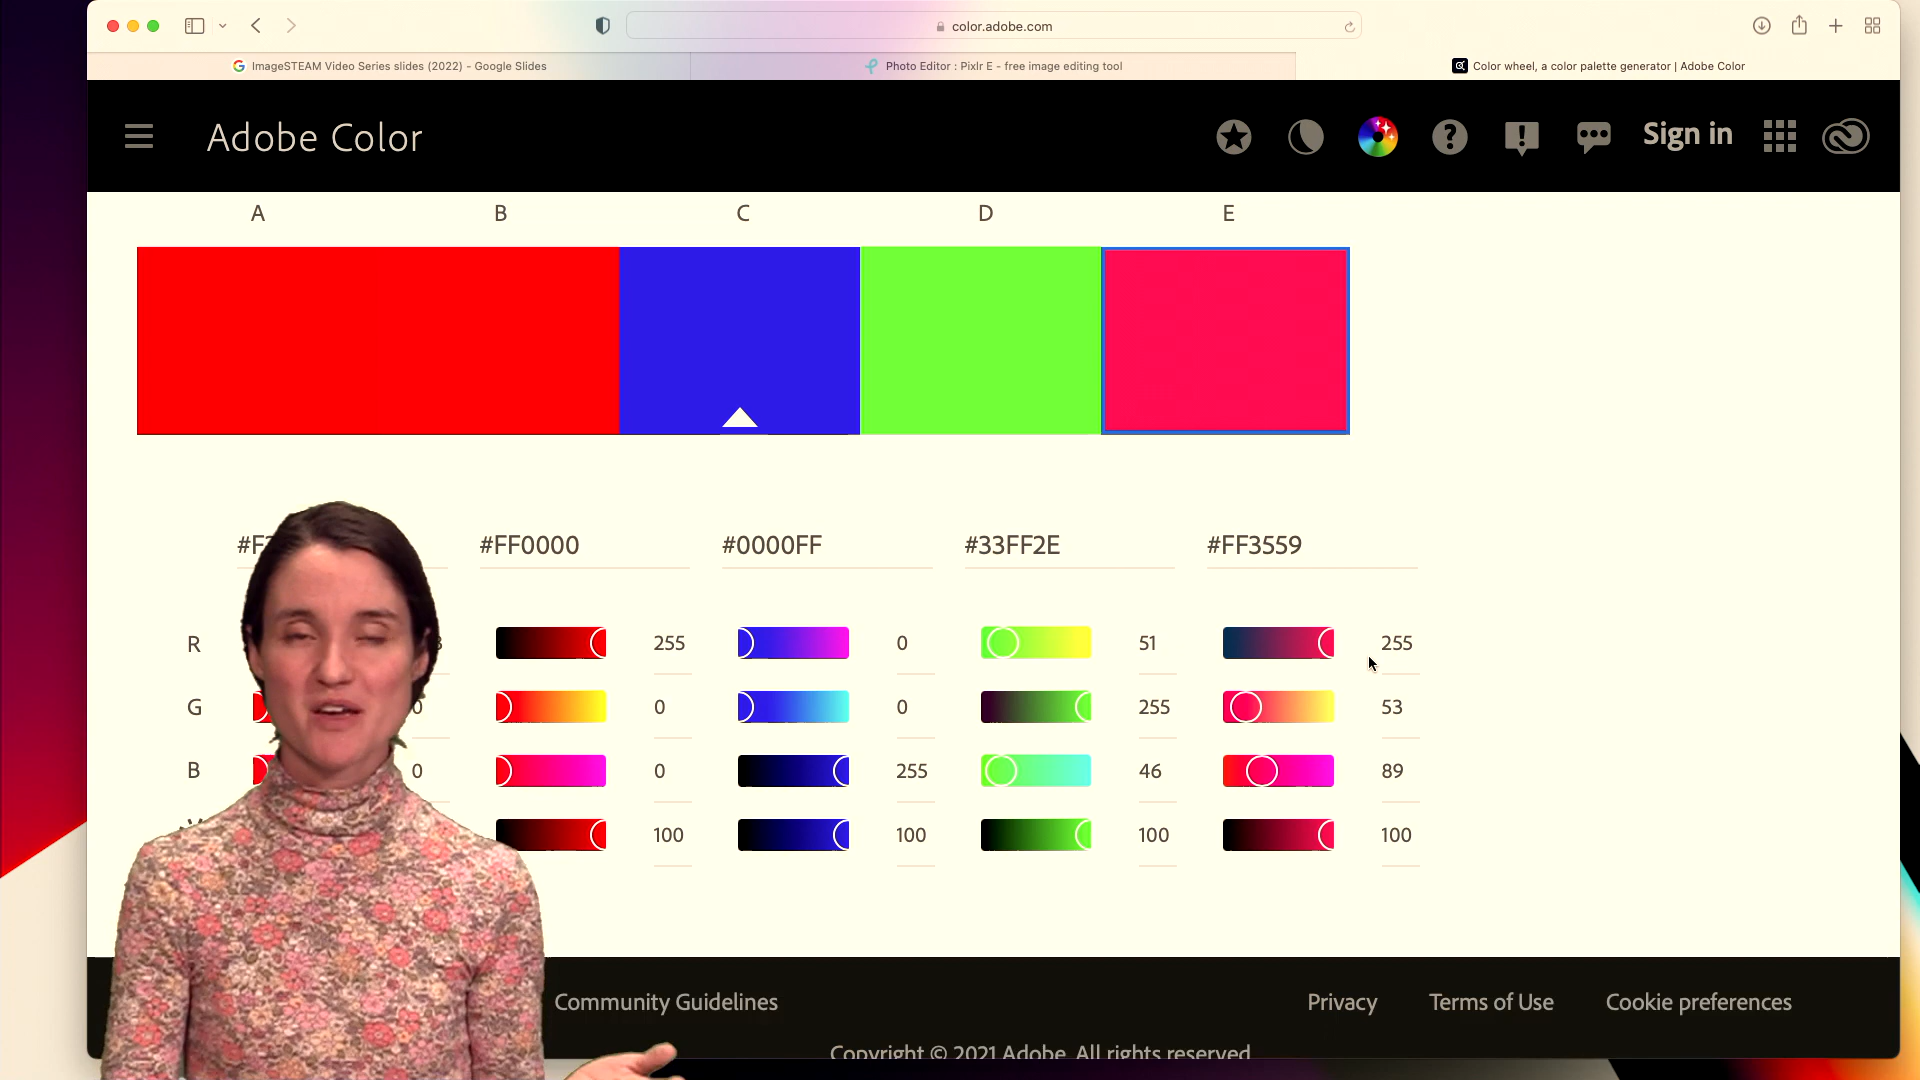 color.adobe.com
ImageSTEAM Video Series slides (2022) - Google Slides
Photo Editor : Pixlr E - free image editing tool
Color wheel, a color palette generator | Adobe Color
Adobe Color
Sign in
A B C D E
#FF0000 #0000FF #33FF2E #FF3559
R 255 0 51 255
G 0 0 0 255 53
B 0 0 255 46 89
100 100 100 100
Community Guidelines Privacy Terms of Use Cookie preferences
Copyright © 2021 Adobe. All rights reserved